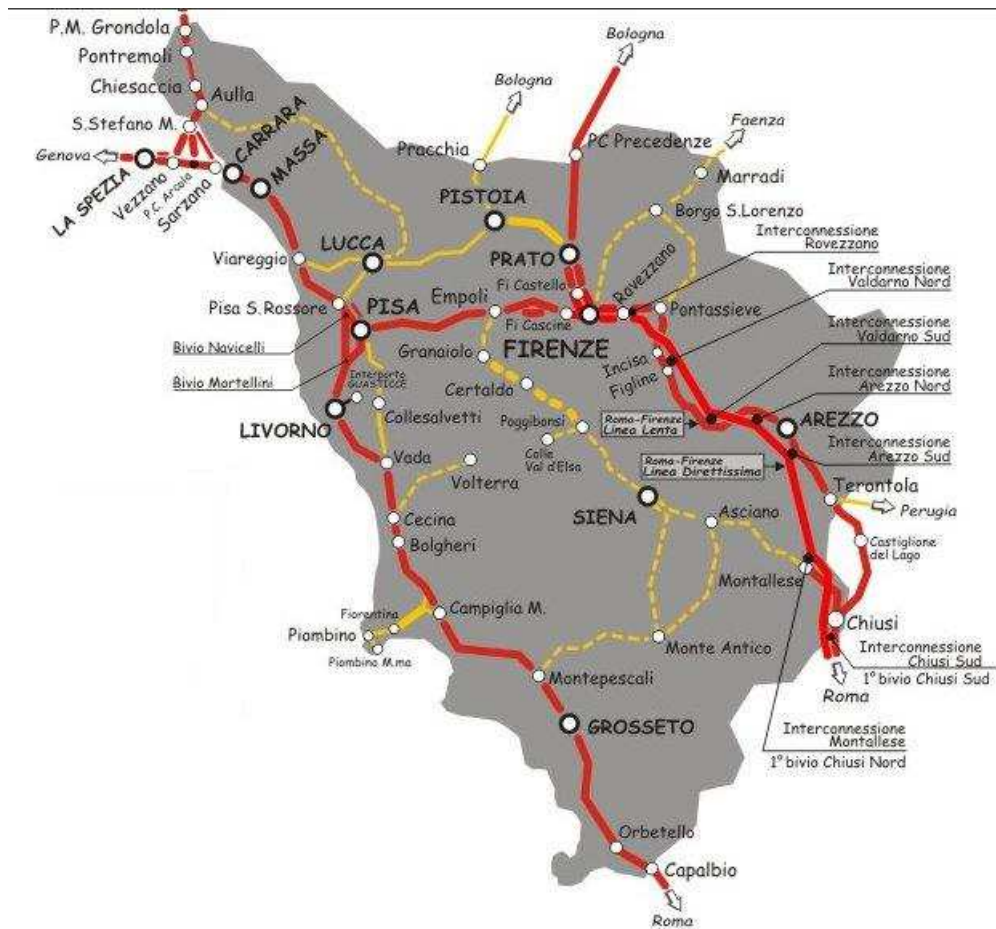 P.M. Grondola
Pontremoli
Chiesaccia
Aulla
S.Stefano M.
Genova
LA SPEZIA
Vezzano
P.C. Arcola
Sarzana
CARRARA
MASSA
Bologna
Bologna
Pracchia
PC Precedenze
Faenza
Marradi
PISTOIA
Borgo S.Lorenzo
Interconnessione
Rovezzano
LUCCA
Viareggio
PRATO
Fi Castello
Rovezzano
Interconnessione
Valdarno Nord
Pisa S. Rossore
PISA
Empoli
Fi Cascine
FIRENZE
Pontassieve
Interconnessione
Valdarno Sud
Bivio Navicelli
Granaiolo
Incisa
Figline
Interconnessione
Arezzo Nord
Bivio Mortellini
Interporto
GUASTICCE
Certaldo
LIVORNO
Collesalvetti
Poggibonsi
Colle
Val d'Elsa
Roma-Firenze
Linea Lenta
AREZZO
Interconnessione
Arezzo Sud
Roma-Firenze
Linea Direttissima
Vada
Volterra
Terontola
Perugia
SIENA
Asciano
Cecina
Bolgheri
Castiglione
del Lago
Montallese
Campiglia M.
Fiorentina
Piombino
Piombino M.ma
Chiusi
Monte Antico
Interconnessione
Chiusi Sud
1° bivio Chiusi Sud
Montepescali
Roma
GROSSETO
Interconnessione
Montallese
1° bivio Chiusi Nord
Orbetello
Capalbio
Roma